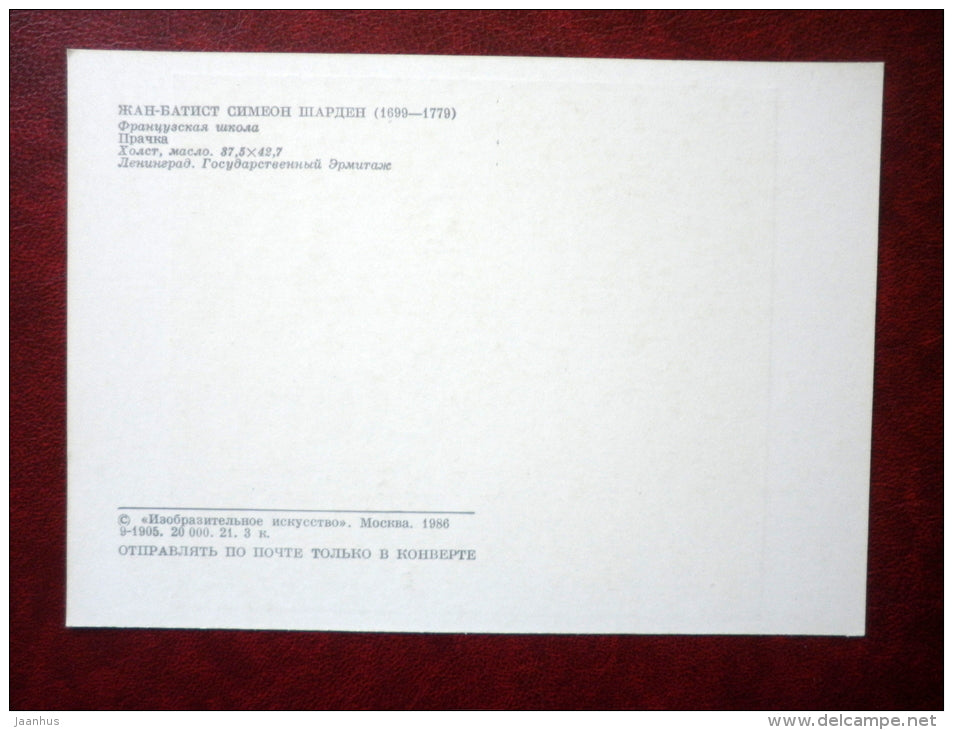 ЖАН-БАТИСТ СИМЕОН ШАРДЕН (1699—1779)
Французская школа
Прачка
Холст, масло. 37,5×42,7
Ленинград. Государственный Эрмитаж
© «Изобразительное искусство». Москва. 1986
9-1905. 20 000. 21. 3 к.
ОТПРАВЛЯТЬ ПО ПОЧТЕ ТОЛЬКО В КОНВЕРТЕ
jaanhus
www.delcampe.net